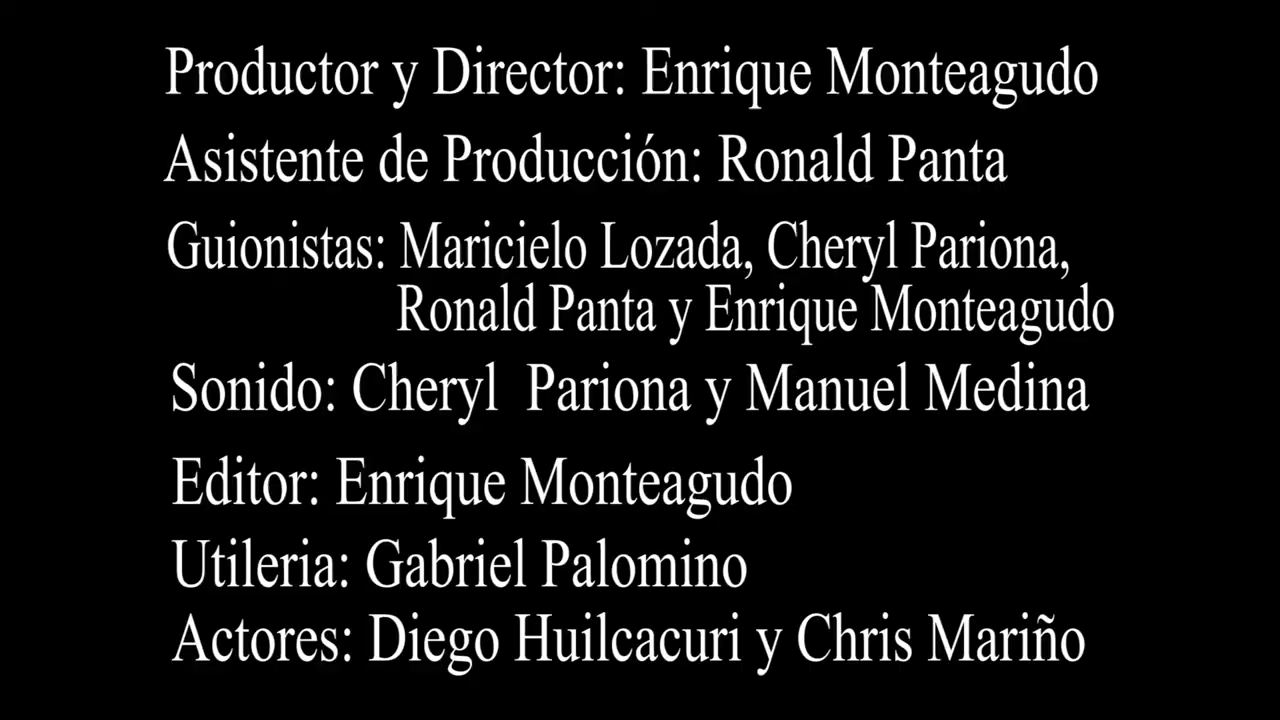 Productor y Director: Enrique Monteagudo
Asistente de Producción: Ronald Panta
Guionistas: Maricielo Lozada, Cheryl Pariona,
Ronald Panta y Enrique Monteagudo
Sonido: Cheryl  Pariona y Manuel Medina
Editor: Enrique Monteagudo
Utileria: Gabriel Palomino
Actores: Diego Huilcacuri y Chris Mariño